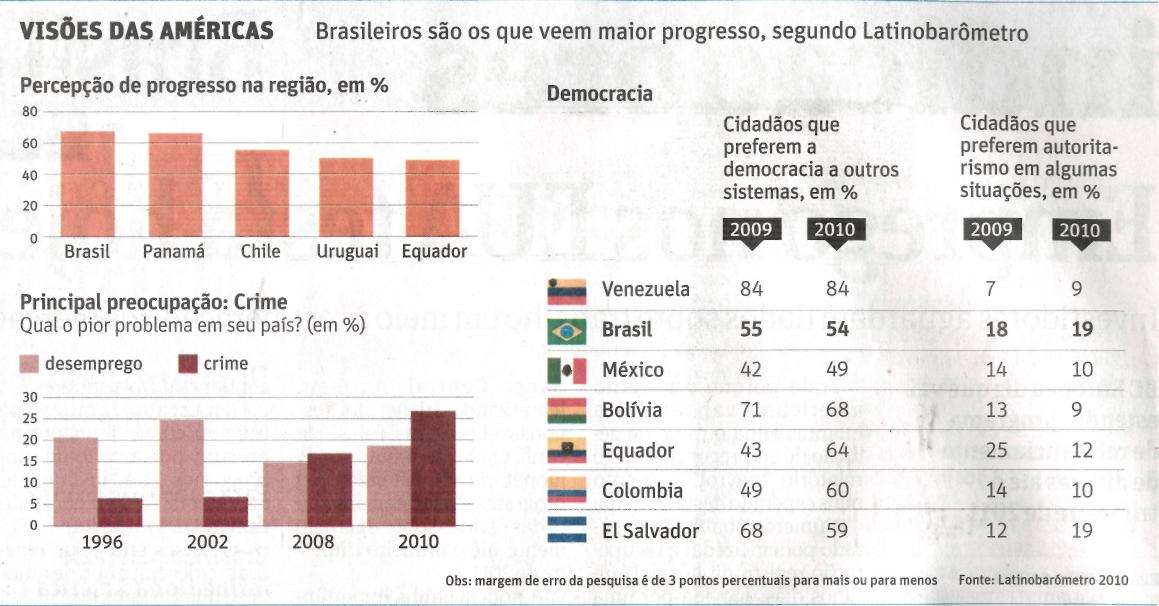 VISÕES DAS AMÉRICAS Brasileiros são os que veem maior progresso, segundo Latinobarômetro
Percepção de progresso na região, em %
80
60
40
20
0
Brasil Panamá Chile Uruguai Equador
Principal preocupação: Crime
Qual o pior problema em seu país? (em %)
desemprego crime
30
25
20
15
10
5
0
1996 2002 2008 2010
Democracia
Cidadãos que
preferem a
democracia a outros
sistemas, em %
Cidadãos que
preferem autorita-
rismo em algumas
situações, em %
2009 2010 2009 2010
Venezuela 84 84 7 9
Brasil 55 54 18 19
México 42 49 14 10
Bolívia 71 68 13 9
Equador 43 64 25 12
Colombia 49 60 14 10
El Salvador 68 59 12 19
Obs: margem de erro da pesquisa é de 3 pontos percentuais para mais ou para menos Fonte: Latinobarômetro 2010